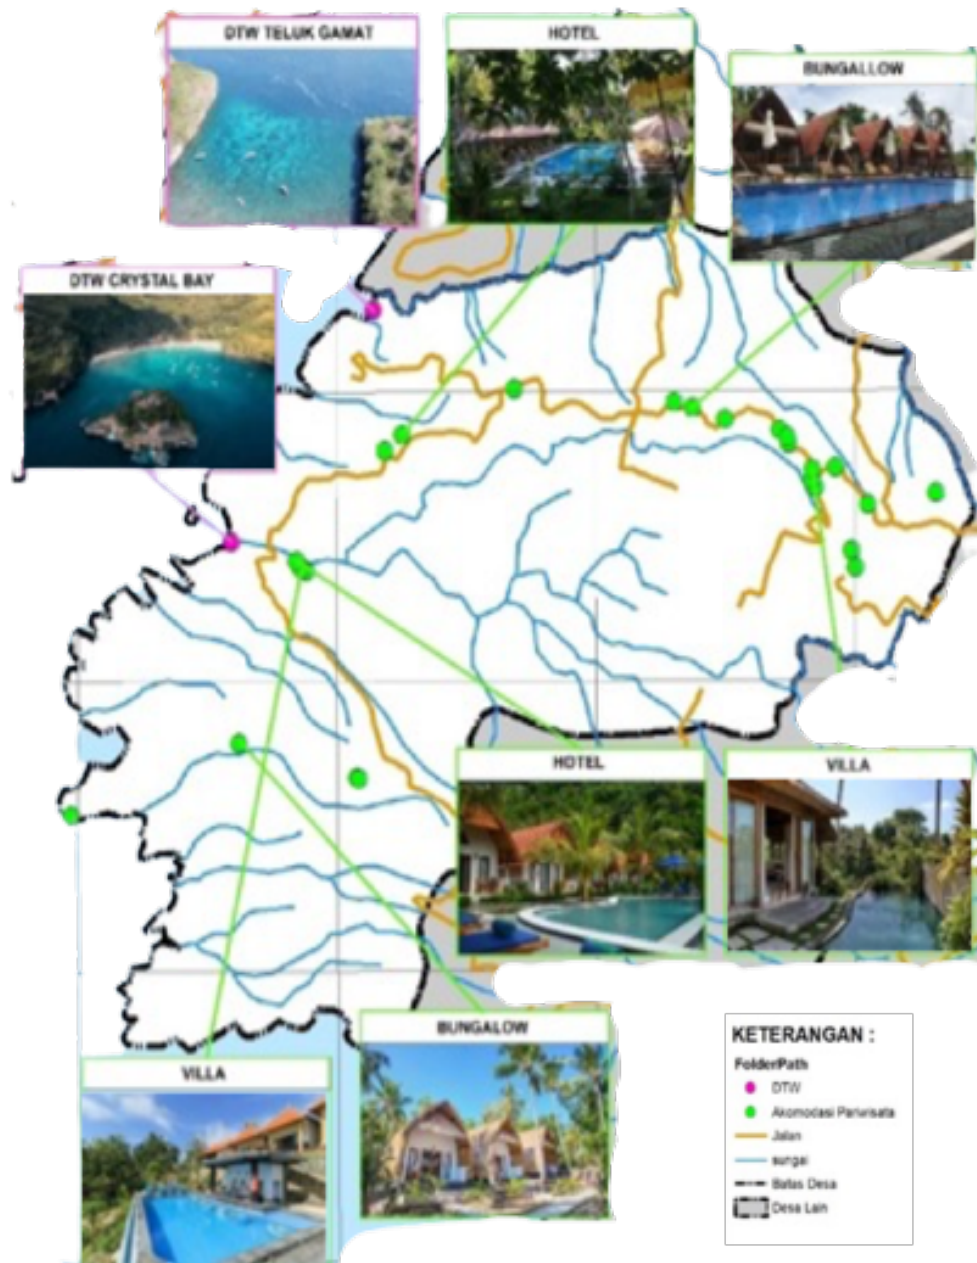 DTW TELUK GAMAT
HOTEL
BUNGALLOW
DTW CRYSTAL BAY
HOTEL
VILLA
BUNGALOW
VILLA
KETERANGAN :
FolderPath
DTW
Akomodasi Pariwisata
Jalan
sungai
Batas Desa
Desa Lain